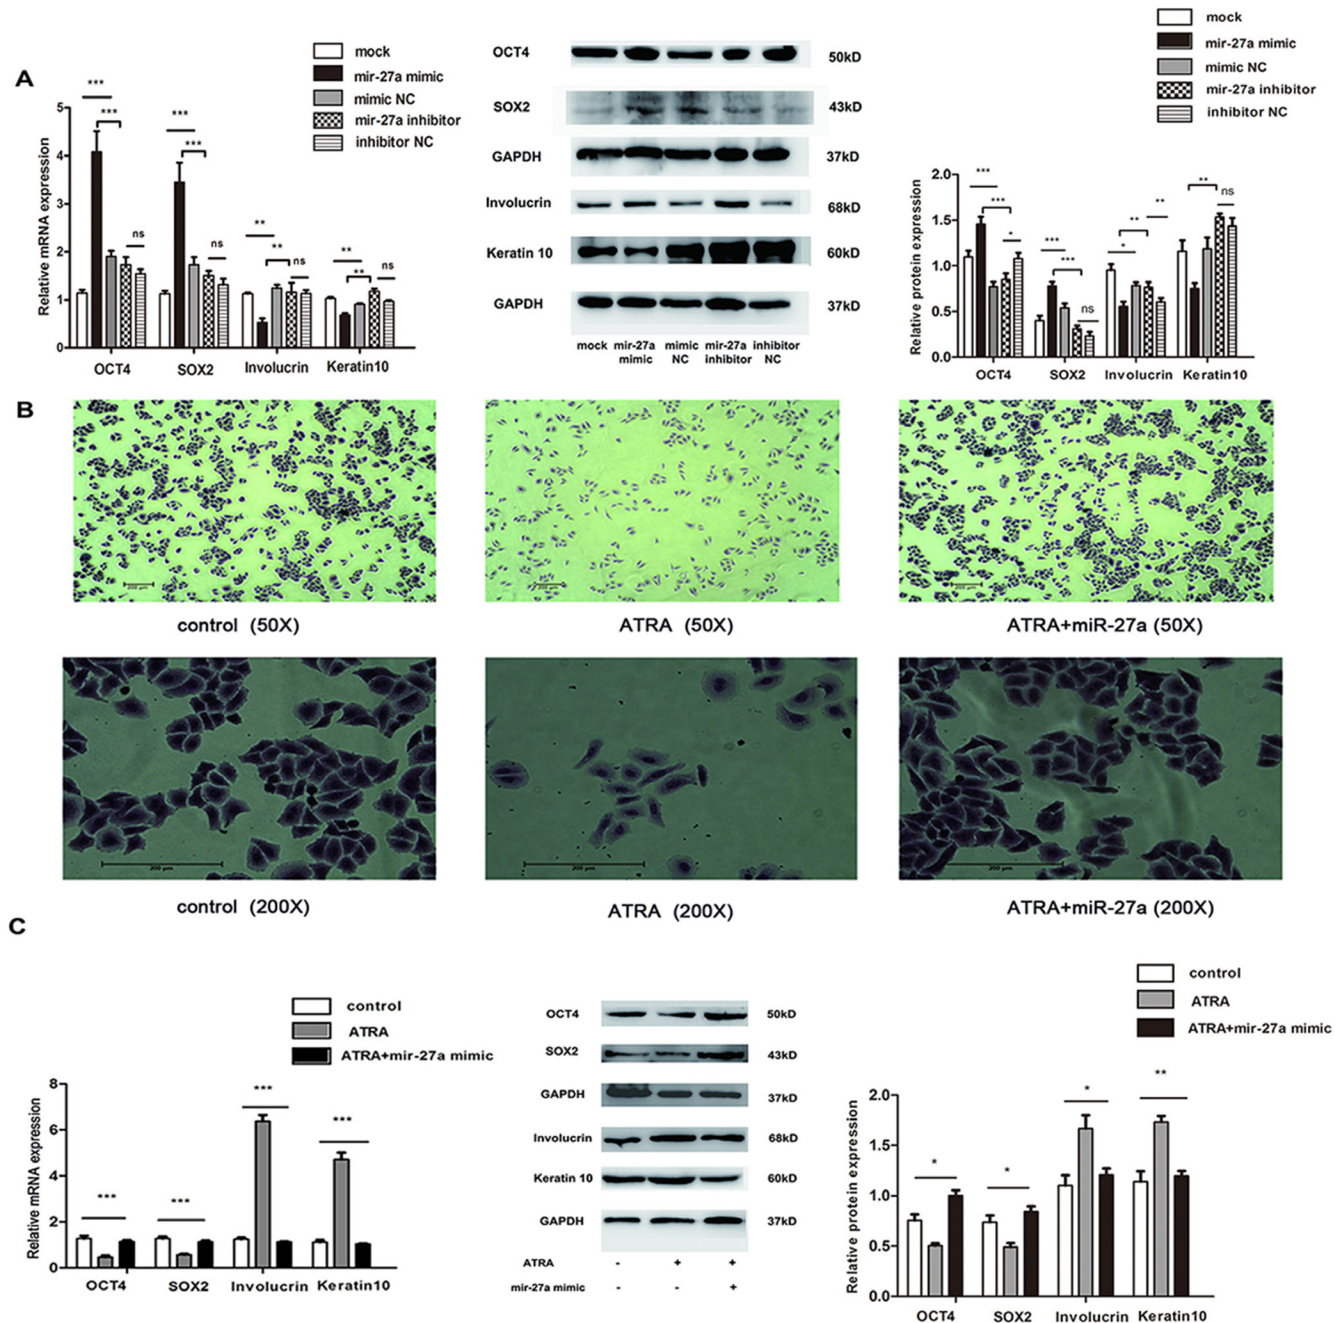 A
mock
mir-27a mimic
mimic NC
mir-27a inhibitor
inhibitor NC
***
***
***
***
ns
ns
**
**
ns
**
**
ns
Relative mRNA expression
5
4
3
2
1
0
OCT4 SOX2 Involucrin Keratin10
OCT4 50kD
SOX2 43kD
GAPDH 37kD
Involucrin 68kD
Keratin 10 60kD
GAPDH 37kD
mock mir-27a mimic mir-27a inhibitor
mimic NC inhibitor NC
mock
mir-27a mimic
mimic NC
mir-27a inhibitor
inhibitor NC
***
***
*
***
***
ns
*
**
**
**
ns
Relative protein expression
2.0
1.5
1.0
0.5
0.0
OCT4 SOX2 Involucrin Keratin10
B
200 μm
control (50X) ATRA (50X) ATRA+miR-27a (50X)
200 μm 200 μm
control (200X) ATRA (200X) ATRA+miR-27a (200X)
C
control
ATRA
ATRA+mir-27a mimic
***
***
***
***
Relative mRNA expression
8
6
4
2
0
OCT4 SOX2 Involucrin Keratin10
OCT4 50kD
SOX2 43kD
GAPDH 37kD
Involucrin 68kD
Keratin 10 60kD
GAPDH 37kD
ATRA - + +
mir-27a mimic - - +
control
ATRA
ATRA+mir-27a mimic
*
*
*
**
Relative protein expression
2.0
1.5
1.0
0.5
0.0
OCT4 SOX2 Involucrin Keratin10